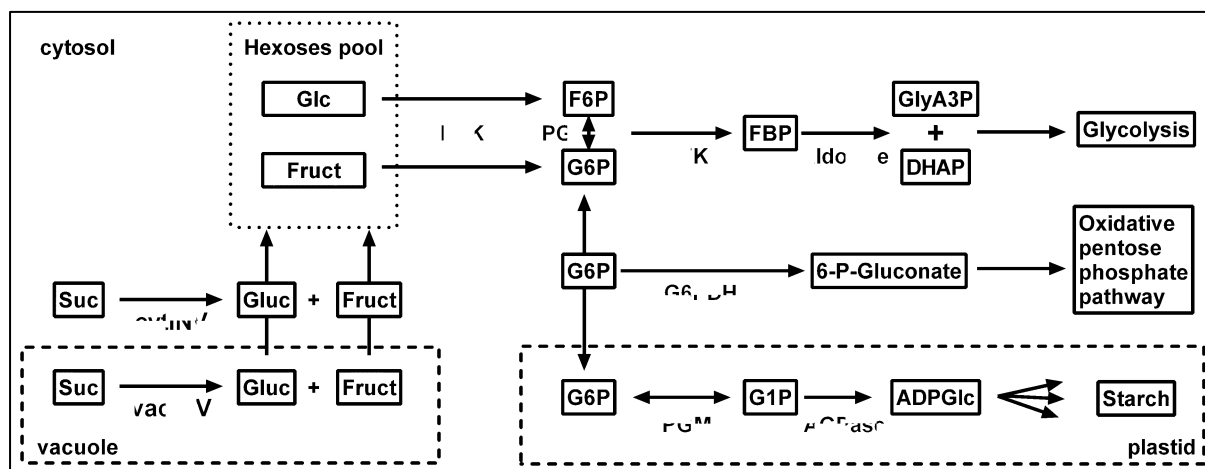 cytosol
Hexoses pool
Glc
F6P
GlyA3P
FBP
+
Glycolysis
Fruct
G6P
DHAP
Oxidative
pentose
phosphate
pathway
G6P
6-P-Gluconate
Suc
Gluc + Fruct
Suc
Gluc + Fruct
G6P
G1P
ADPGlc
Starch
vacuole
plastid